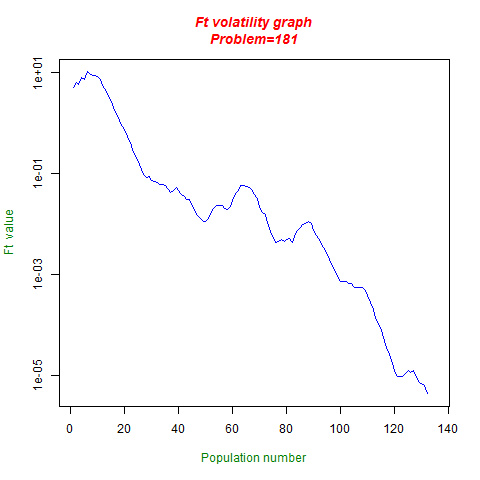 Ft volatility graph
Problem=181
1e+01
1e-01
1e-03
1e-05
Ft value
0 20 40 60 80 100 120 140
Population number